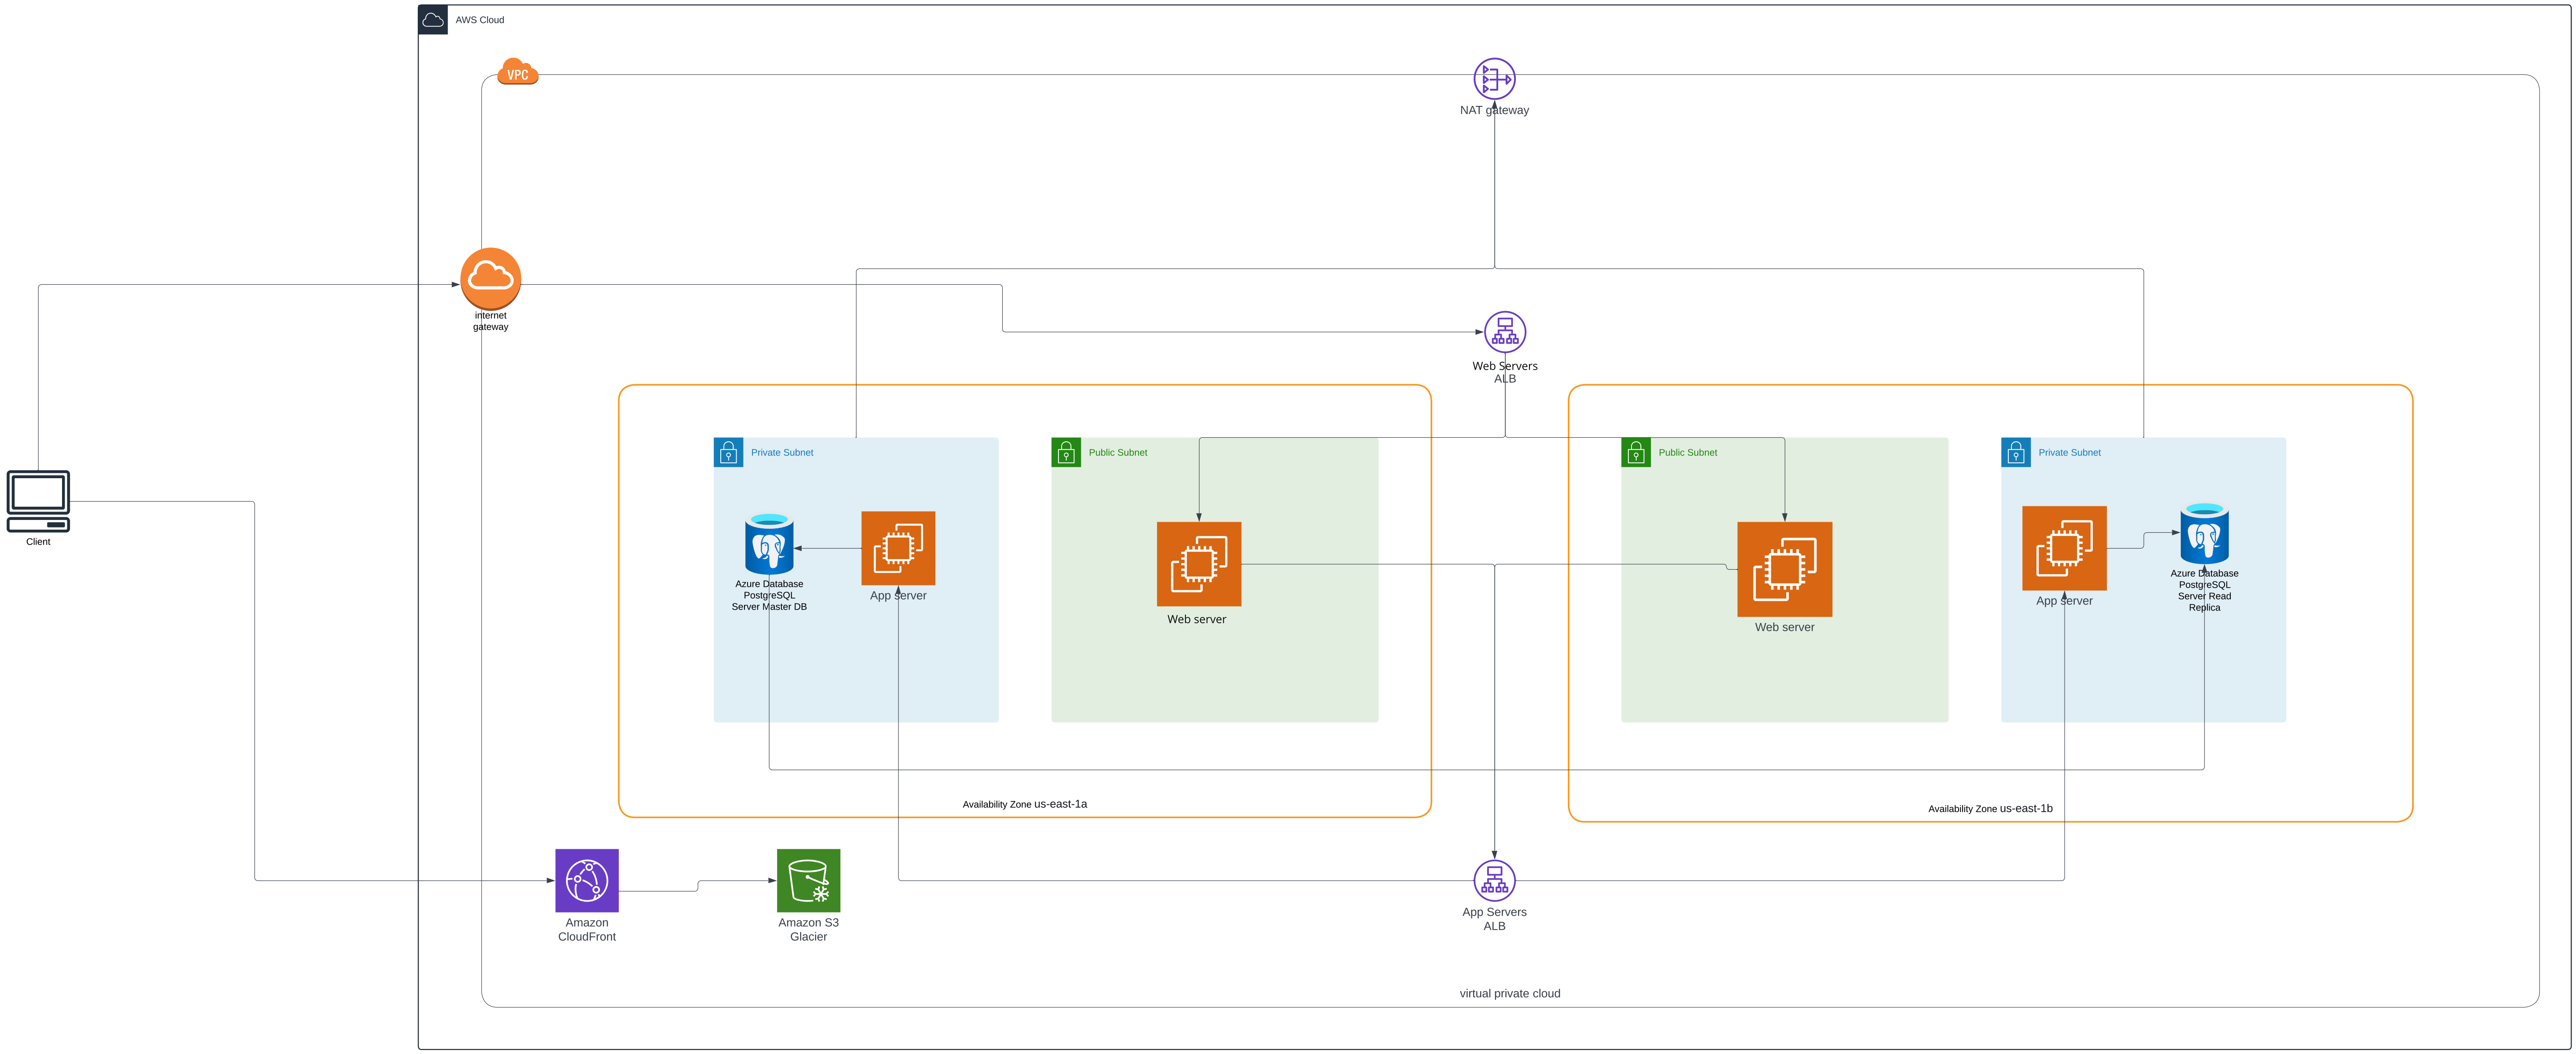 AWS Cloud
VPC
NAT gateway
internet
gateway
Web Servers
ALB
Private Subnet
Public Subnet
Public Subnet
Private Subnet
Client
Azure Database
PostgreSQL
Server Master DB
App server
Web server
Web server
App server
Azure Database
PostgreSQL
Server Read
Replica
Availability Zone us-east-1a
Availability Zone us-east-1b
Amazon
CloudFront
Amazon S3
Glacier
App Servers
ALB
virtual private cloud